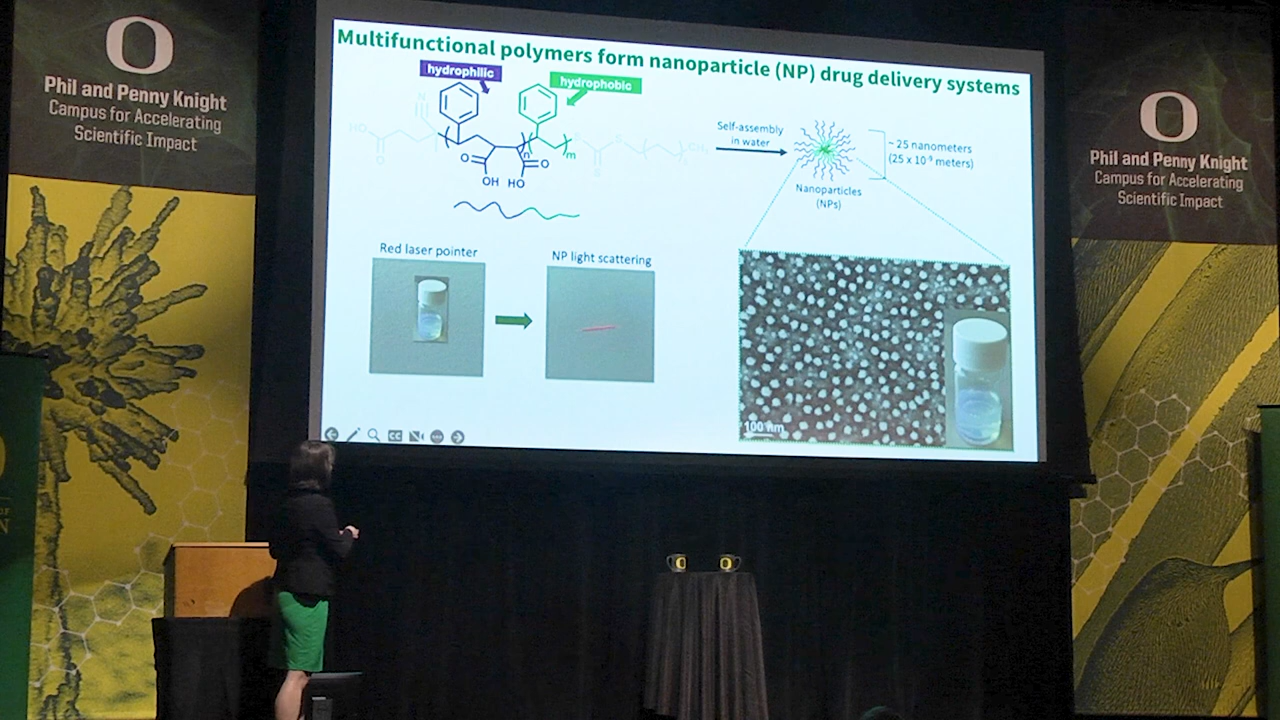 Multifunctional polymers form nanoparticle (NP) drug delivery systems
hydrophilic
hydrophobic
N
HO
O
n
m
S
O
S
CH₃
O
OH
HO
O
Self-assembly
in water
~ 25 nanometers
(25 x 10⁻⁹ meters)
Nanoparticles
(NPs)
Red laser pointer
NP light scattering
100 nm
CC
O
Phil and Penny Knight
Campus for Accelerating
Scientific Impact
O
Phil and Penny Knight
Campus for Accelerating
Scientific Impact